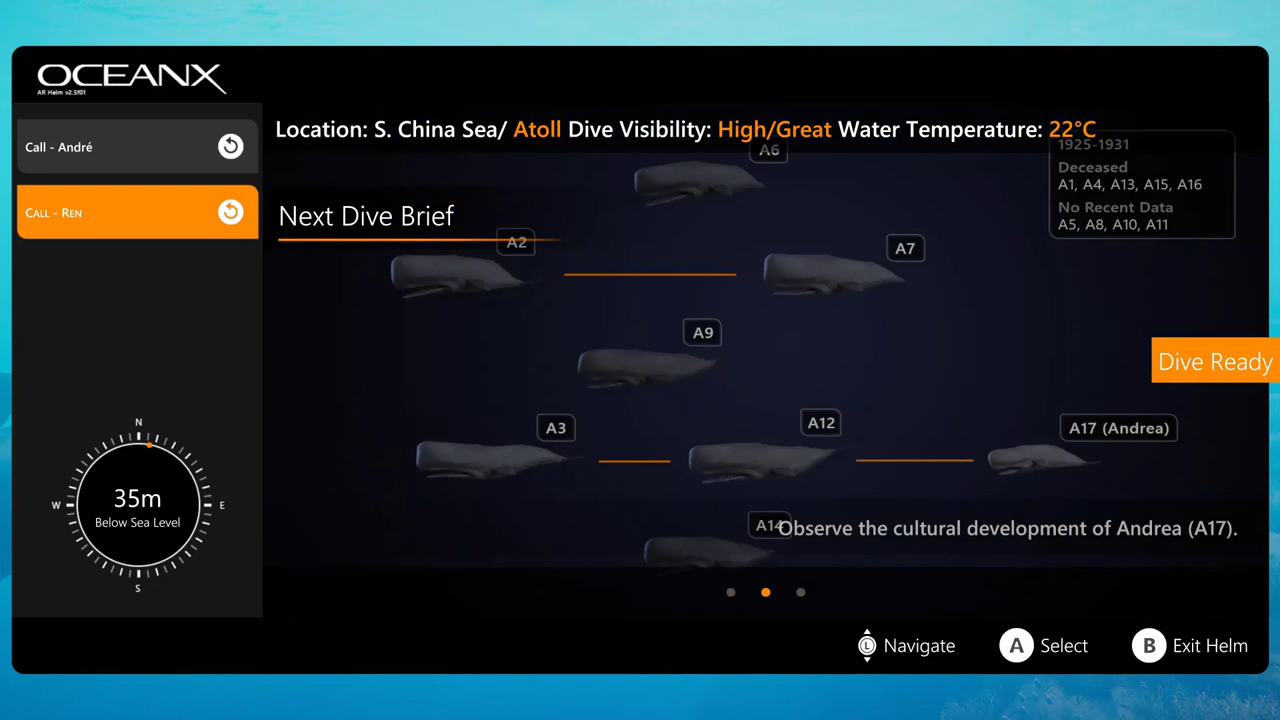 OCEANX
AR Helm v2.5f01
Call - André
CALL - REN
N
W
E
S
35m
Below Sea Level
Location: S. China Sea/ Atoll Dive Visibility: High/Great Water Temperature: 22°C
Next Dive Brief
A6
1925-1931
Deceased
A1, A4, A13, A15, A16
No Recent Data
A5, A8, A10, A11
A2
A7
A9
Dive Ready
A3
A12
A17 (Andrea)
A14
Observe the cultural development of Andrea (A17).
L Navigate
A Select
B Exit Helm